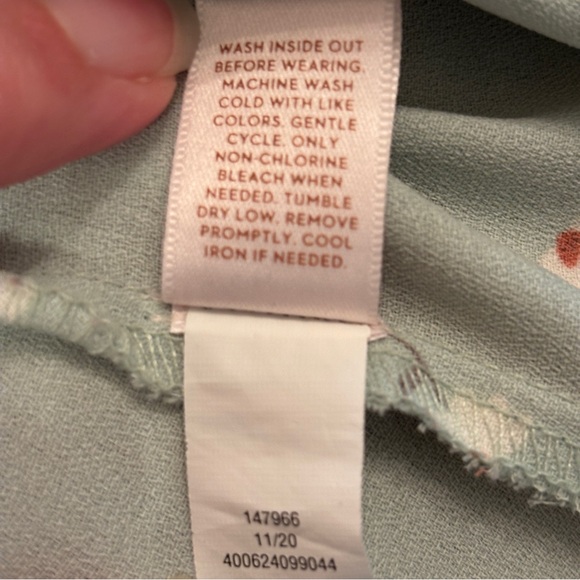 WASH INSIDE OUT
BEFORE WEARING.
MACHINE WASH
COLD WITH LIKE
COLORS. GENTLE
CYCLE. ONLY
NON-CHLORINE
BLEACH WHEN
NEEDED. TUMBLE
DRY LOW. REMOVE
PROMPTLY. COOL
IRON IF NEEDED.
147966
11/20
400624099044